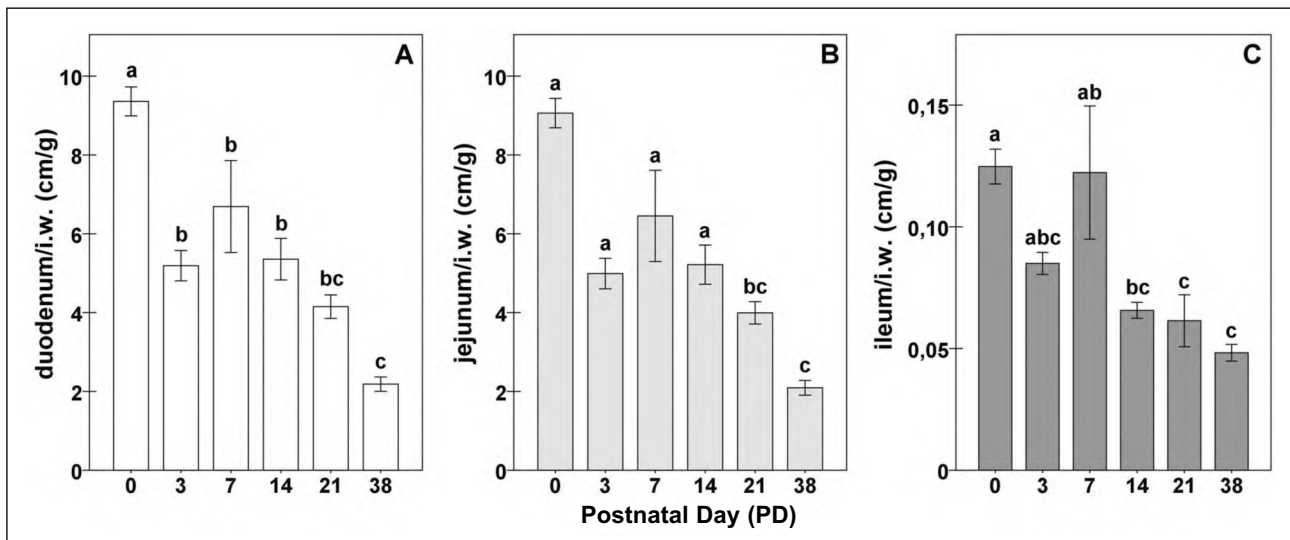 A
duodenum/i.w. (cm/g)
10
8
6
4
2
0
a
b
b
b
bc
c
0 3 7 14 21 38
B
jejunum/i.w. (cm/g)
10
8
6
4
2
0
a
a
a
a
bc
c
0 3 7 14 21 38
C
ileum/i.w. (cm/g)
0,15
0,10
0,05
0
a
abc
ab
bc
c
c
0 3 7 14 21 38
Postnatal Day (PD)